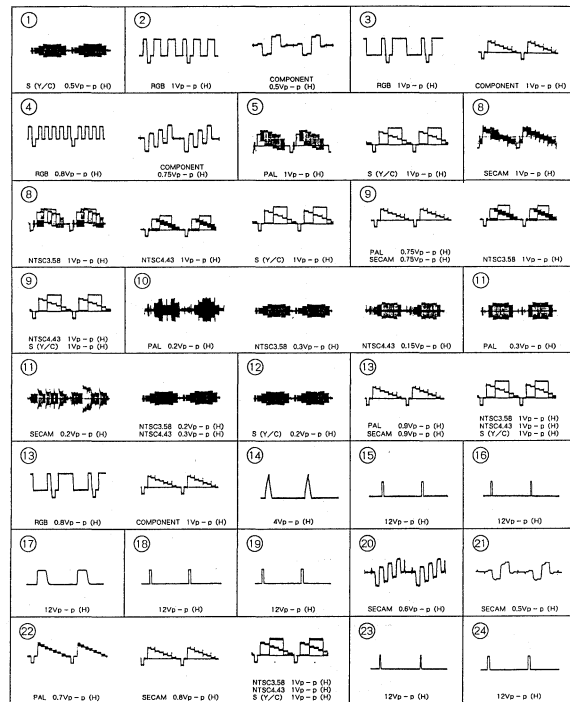 1
S (Y/C) 0.5Vp-p (H)
2
RGB 1Vp-p (H)
COMPONENT
0.5Vp-p (H)
3
RGB 1Vp-p (H)
COMPONENT 1Vp-p (H)
4
RGB 0.8Vp-p (H)
COMPONENT
0.75Vp-p (H)
5
PAL 1Vp-p (H)
S (Y/C) 1Vp-p (H)
8
SECAM 1Vp-p (H)
8
NTSC3.58 1Vp-p (H)
NTSC4.43 1Vp-p (H)
S (Y/C) 1Vp-p (H)
9
PAL 0.75Vp-p (H)
SECAM 0.75Vp-p (H)
NTSC3.58 1Vp-p (H)
9
NTSC4.43 1Vp-p (H)
S (Y/C) 1Vp-p (H)
10
PAL 0.2Vp-p (H)
NTSC3.58 0.3Vp-p (H)
NTSC4.43 0.15Vp-p (H)
11
PAL 0.3Vp-p (H)
11
SECAM 0.2Vp-p (H)
NTSC3.58 0.2Vp-p (H)
NTSC4.43 0.3Vp-p (H)
12
S (Y/C) 0.2Vp-p (H)
13
PAL 0.9Vp-p (H)
SECAM 0.9Vp-p (H)
NTSC3.58 1Vp-p (H)
NTSC4.43 1Vp-p (H)
S (Y/C) 1Vp-p (H)
13
RGB 0.8Vp-p (H)
COMPONENT 1Vp-p (H)
14
4Vp-p (H)
15
12Vp-p (H)
16
12Vp-p (H)
17
12Vp-p (H)
18
12Vp-p (H)
19
12Vp-p (H)
20
SECAM 0.6Vp-p (H)
21
SECAM 0.5Vp-p (H)
22
PAL 0.7Vp-p (H)
SECAM 0.8Vp-p (H)
NTSC3.58 1Vp-p (H)
NTSC4.43 1Vp-p (H)
S (Y/C) 1Vp-p (H)
23
12Vp-p (H)
24
12Vp-p (H)